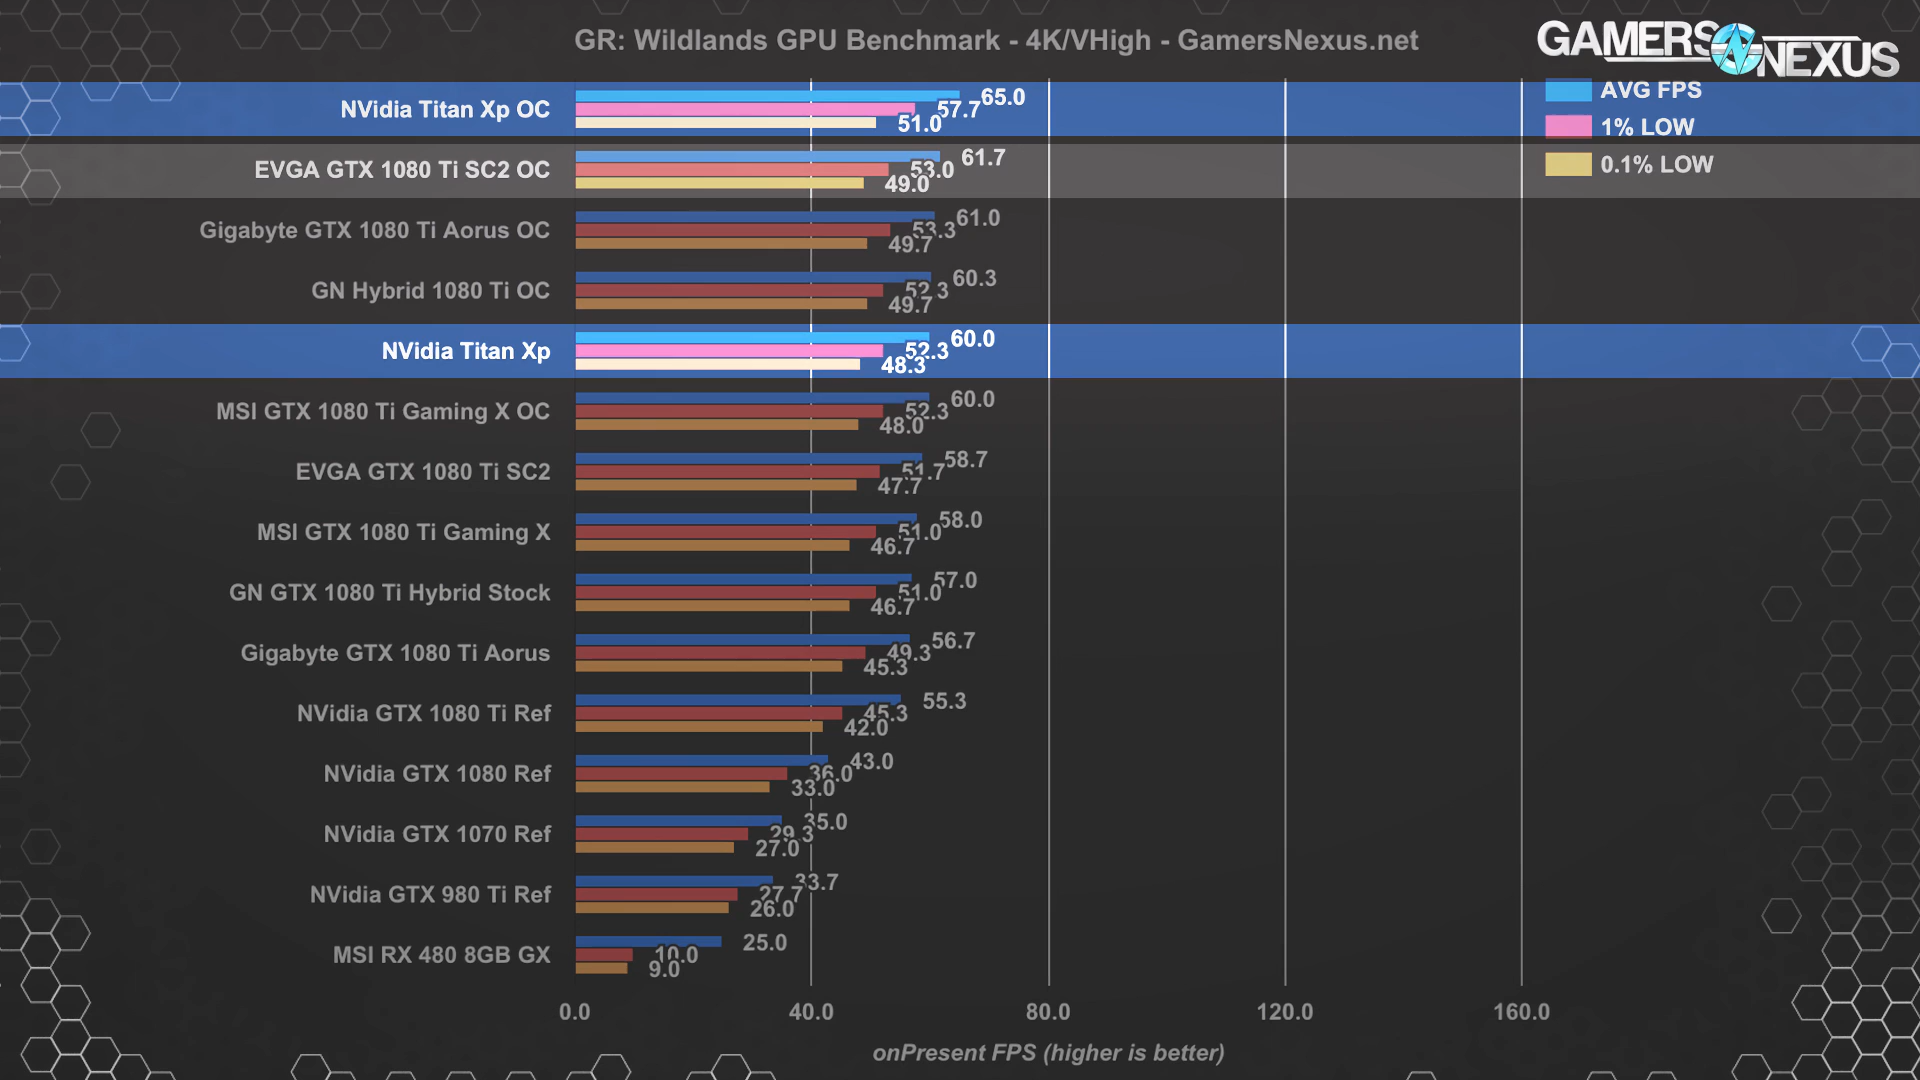 GR: Wildlands GPU Benchmark - 4K/VHigh - GamersNexus.net
GAMERS NEXUS
AVG FPS
1% LOW
0.1% LOW
NVidia Titan Xp OC 65.0 57.7 51.0
EVGA GTX 1080 Ti SC2 OC 61.7 53.0 49.0
Gigabyte GTX 1080 Ti Aorus OC 61.0 53.3 49.7
GN Hybrid 1080 Ti OC 60.3 52.3 49.7
NVidia Titan Xp 60.0 52.3 48.3
MSI GTX 1080 Ti Gaming X OC 60.0 52.3 48.0
EVGA GTX 1080 Ti SC2 58.7 51.7 47.7
MSI GTX 1080 Ti Gaming X 58.0 51.0 46.7
GN GTX 1080 Ti Hybrid Stock 57.0 51.0 46.7
Gigabyte GTX 1080 Ti Aorus 56.7 49.3 45.3
NVidia GTX 1080 Ti Ref 55.3 45.3 42.0
NVidia GTX 1080 Ref 43.0 36.0 33.0
NVidia GTX 1070 Ref 35.0 29.3 27.0
NVidia GTX 980 Ti Ref 33.7 27.7 26.0
MSI RX 480 8GB GX 25.0 10.0 9.0
0.0 40.0 80.0 120.0 160.0
onPresent FPS (higher is better)